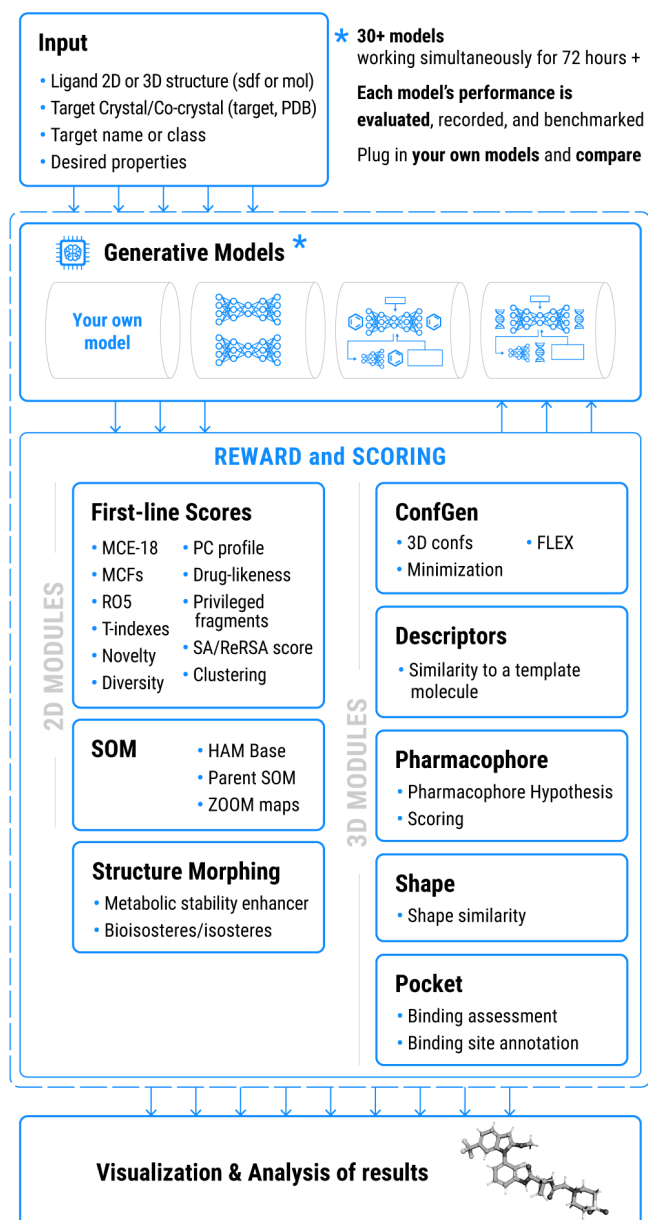 Input
• Ligand 2D or 3D structure (sdf or mol)
• Target Crystal/Co-crystal (target, PDB)
• Target name or class
• Desired properties
* 30+ models
working simultaneously for 72 hours +
Each model's performance is
evaluated, recorded, and benchmarked
Plug in your own models and compare
Generative Models *
Your own
model
REWARD and SCORING
2D MODULES
First-line Scores
• MCE-18
• MCFs
• RO5
• T-indexes
• Novelty
• Diversity
• PC profile
• Drug-likeness
• Privileged
fragments
• SA/ReRSA score
• Clustering
SOM
• HAM Base
• Parent SOM
• ZOOM maps
Structure Morphing
• Metabolic stability enhancer
• Bioisosteres/isosteres
3D MODULES
ConfGen
• 3D confs
• Minimization
• FLEX
Descriptors
• Similarity to a template
molecule
Pharmacophore
• Pharmacophore Hypothesis
• Scoring
Shape
• Shape similarity
Pocket
• Binding assessment
• Binding site annotation
Visualization & Analysis of results